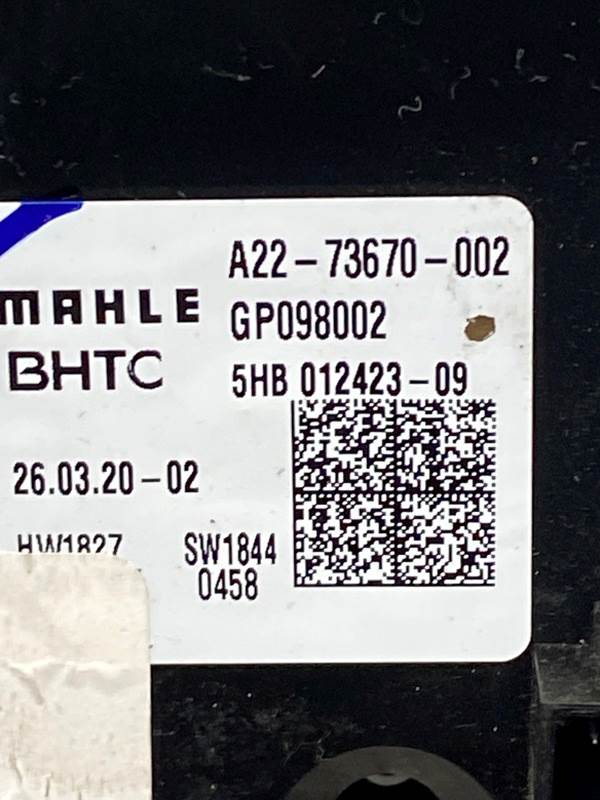 A22-73670-002
MAHLE
GP098002
BHTC
5HB 012423-09
26.03.20-02
HW1827 SW1844
0458